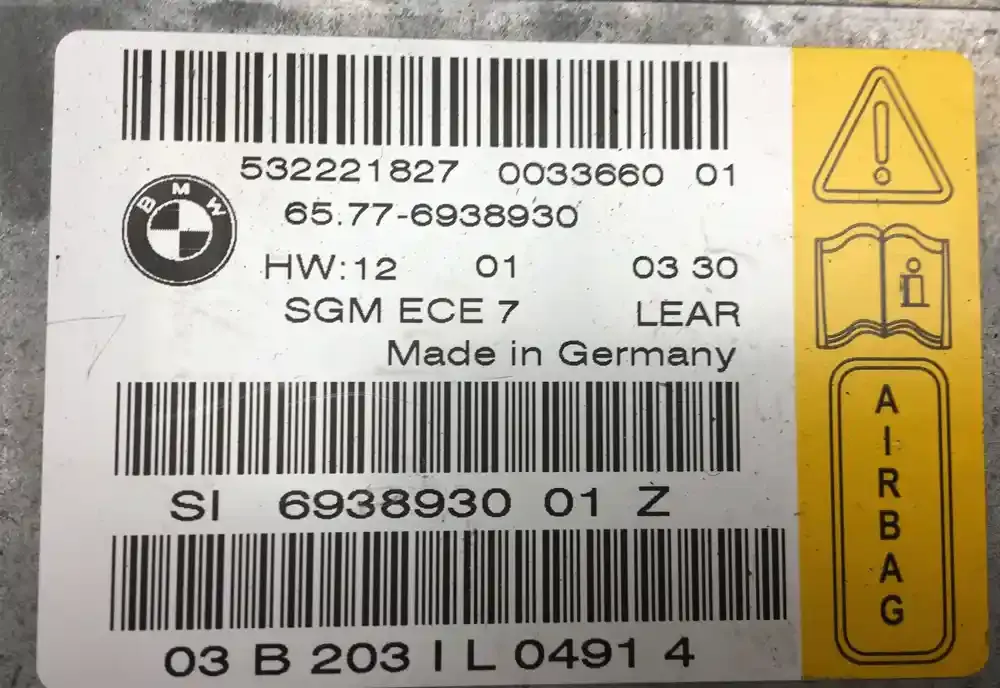 532221827 0033660 01
BMW
65.77-6938930
HW:12 01 03 30
SGM ECE 7 LEAR
Made in Germany
SI 6938930 01 Z
03 B 203 I L 0491 4
i
AIRBAG